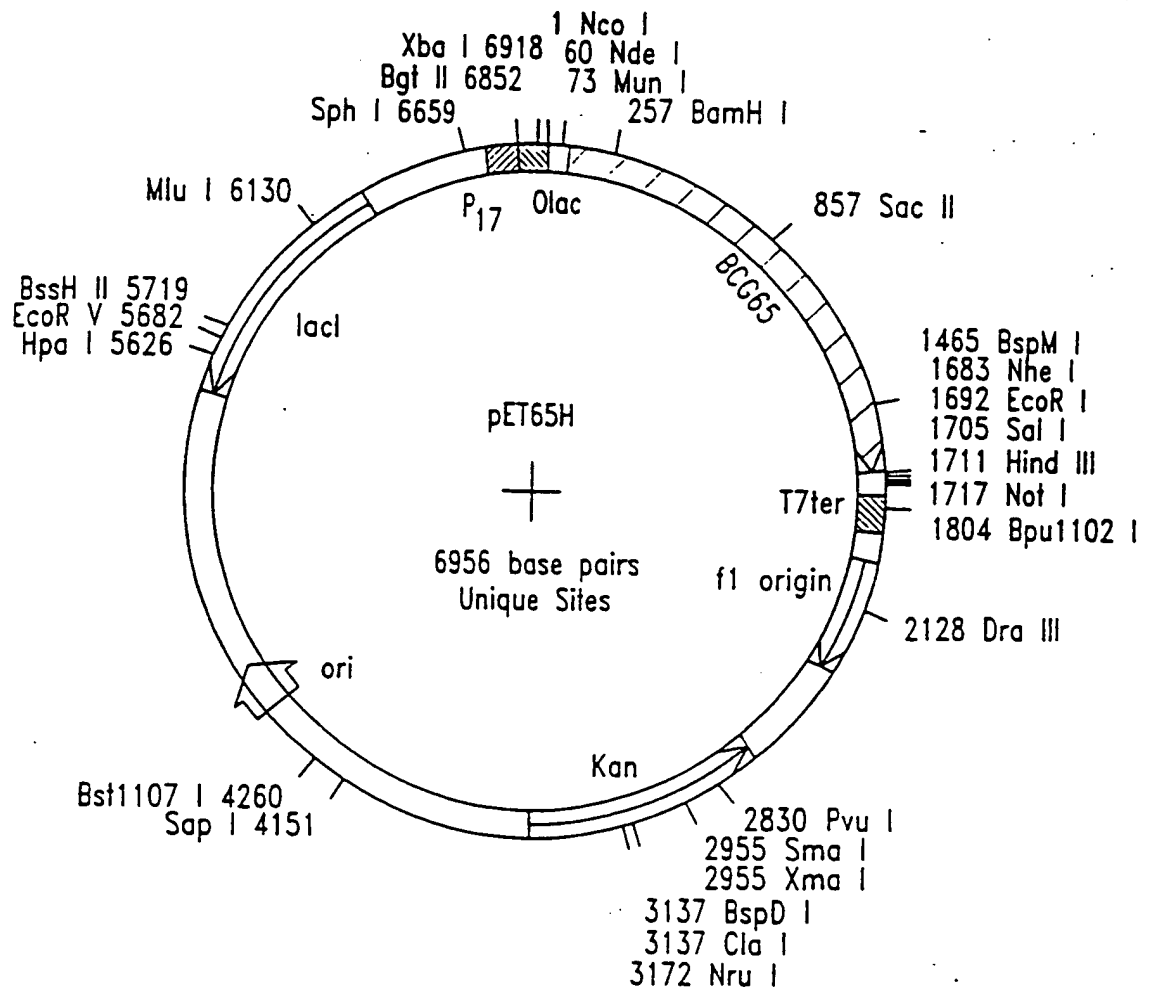 1 Nco I
Xba I 6918 60 Nde I
Bgt II 6852 73 Mun I
Sph I 6659 257 BamH I
Mlu I 6130
P17 Olac
857 Sac II
BCG65
BssH II 5719
EcoR V 5682
Hpa I 5626
lacI
1465 BspM I
1683 Nhe I
1692 EcoR I
1705 Sal I
1711 Hind III
1717 Not I
1804 Bpu1102 I
pET65H
T7ter
6956 base pairs
Unique Sites
f1 origin
2128 Dra III
ori
Kan
Bst1107 I 4260
Sap I 4151
2830 Pvu I
2955 Sma I
2955 Xma I
3137 BspD I
3137 Cla I
3172 Nru I